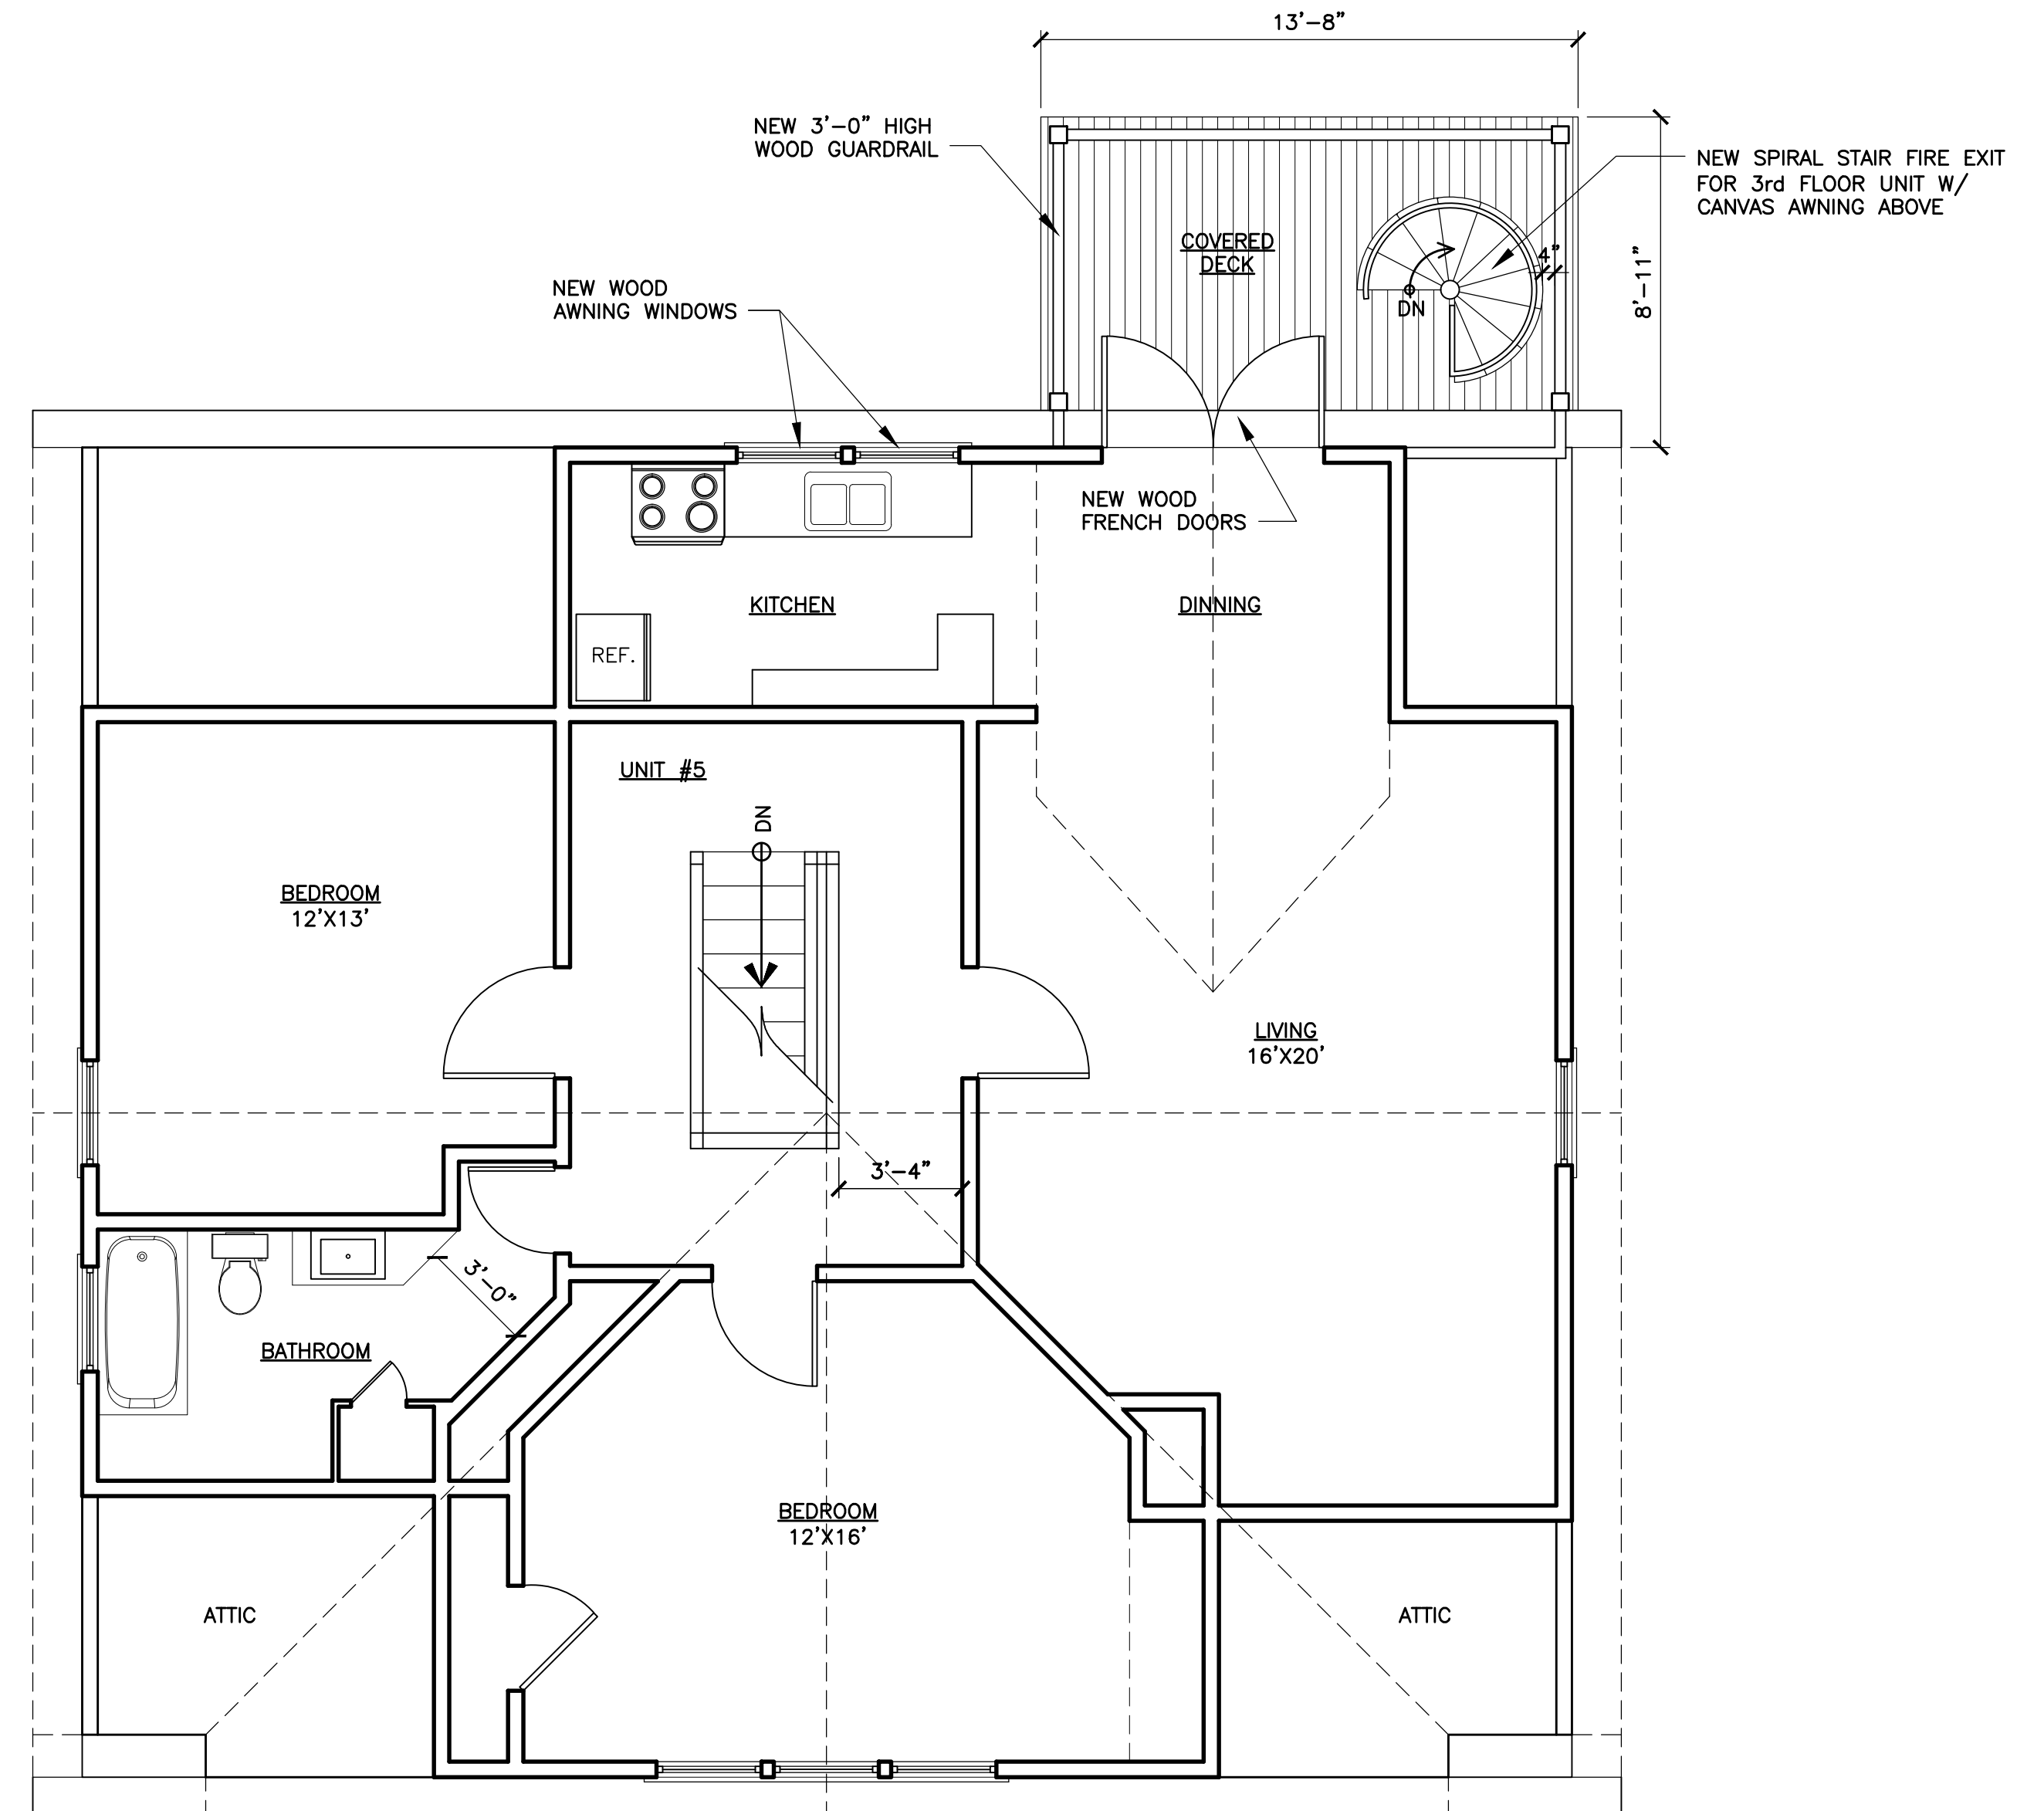 13'-8"
NEW 3'-0" HIGH
WOOD GUARDRAIL
NEW SPIRAL STAIR FIRE EXIT
FOR 3rd FLOOR UNIT W/
CANVAS AWNING ABOVE
COVERED
DECK
4"
DN
8'-11"
NEW WOOD
AWNING WINDOWS
NEW WOOD
FRENCH DOORS
KITCHEN
DINNING
REF.
UNIT #5
DN
BEDROOM
12'X13'
LIVING
16'X20'
3'-4"
3'-0"
BATHROOM
BEDROOM
12'X16'
ATTIC
ATTIC